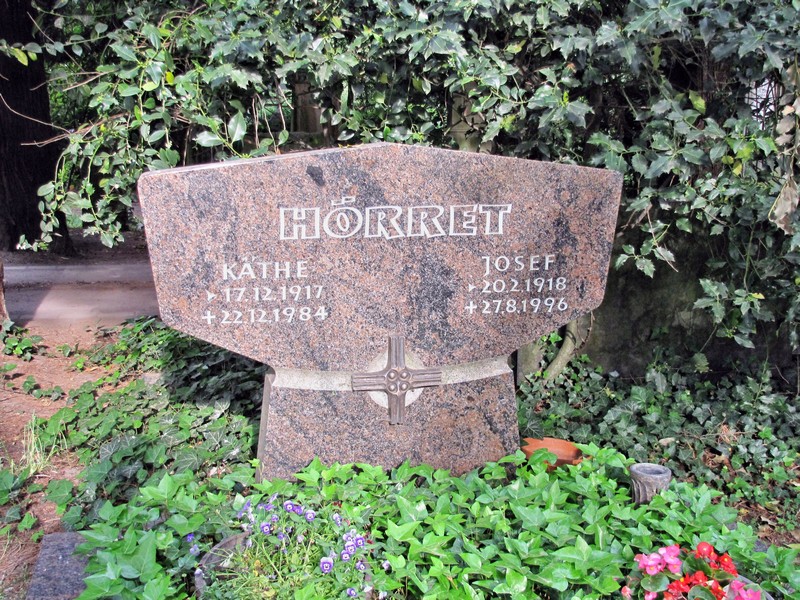 HÖRRET
KÄTHE
▸17.12.1917
+22.12.1984
JOSEF
▸20.2.1918
+27.8.1996